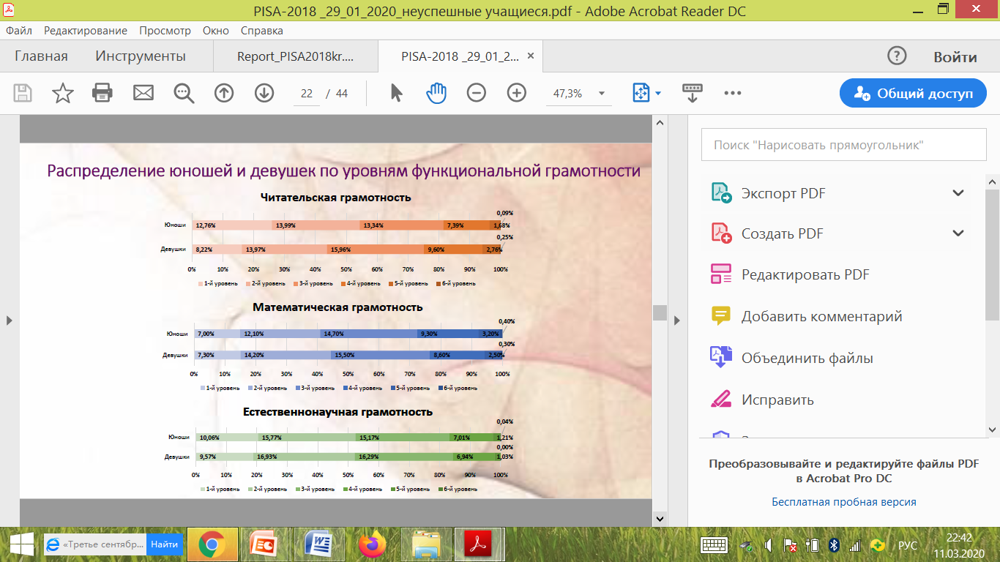 PISA-2018 _29_01_2020_неуспешные учащиеся.pdf - Adobe Acrobat Reader DC
Файл Редактирование Просмотр Окно Справка
Главная Инструменты Report_PISA2018kr.... PISA-2018 _29_01_2... × Войти
22 / 44 47,3% Общий доступ
Поиск "Нарисовать прямоугольник"
Экспорт PDF
Создать PDF
Редактировать PDF
Добавить комментарий
Объединить файлы
Исправить
Преобразовывайте и редактируйте файлы PDF
в Acrobat Pro DC
Бесплатная пробная версия
Распределение юношей и девушек по уровням функциональной грамотности
Читательская грамотность
0,09%
Юноши 12,76% 13,99% 13,34% 7,39% 1,68%
0,25%
Девушки 8,22% 13,97% 15,96% 9,60% 2,76%
0% 10% 20% 30% 40% 50% 60% 70% 80% 90% 100%
1-й уровень 2-й уровень 3-й уровень 4-й уровень 5-й уровень 6-й уровень
Математическая грамотность
0,40%
Юноши 7,00% 12,10% 14,70% 9,30% 3,20%
0,30%
Девушки 7,30% 14,20% 15,50% 8,60% 2,50%
0% 10% 20% 30% 40% 50% 60% 70% 80% 90% 100%
1-й уровень 2-й уровень 3-й уровень 4-й уровень 5-й уровень 6-й уровень
Естественнонаучная грамотность
0,04%
Юноши 10,06% 15,77% 15,17% 7,01% 1,21%
0,00%
Девушки 9,57% 16,93% 16,29% 6,94% 1,03%
0% 10% 20% 30% 40% 50% 60% 70% 80% 90% 100%
1-й уровень 2-й уровень 3-й уровень 4-й уровень 5-й уровень 6-й уровень
«Третье сентябр... Найти РУС 22:42
11.03.2020